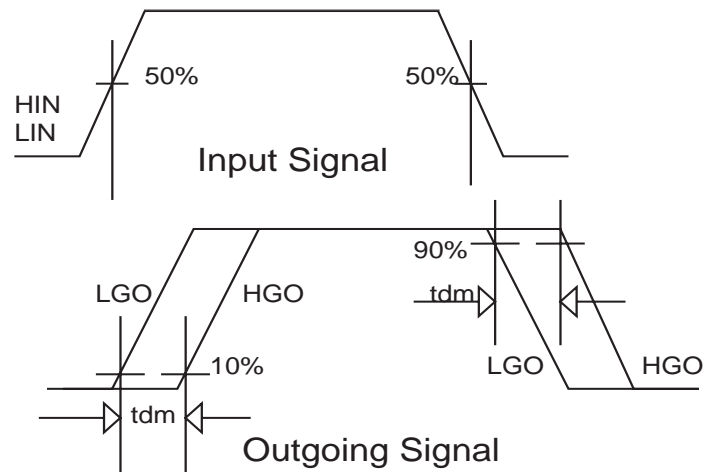 50%
50%
HIN
LIN
Input Signal
90%
LGO
HGO
tdm
10%
LGO
HGO
tdm
Outgoing Signal